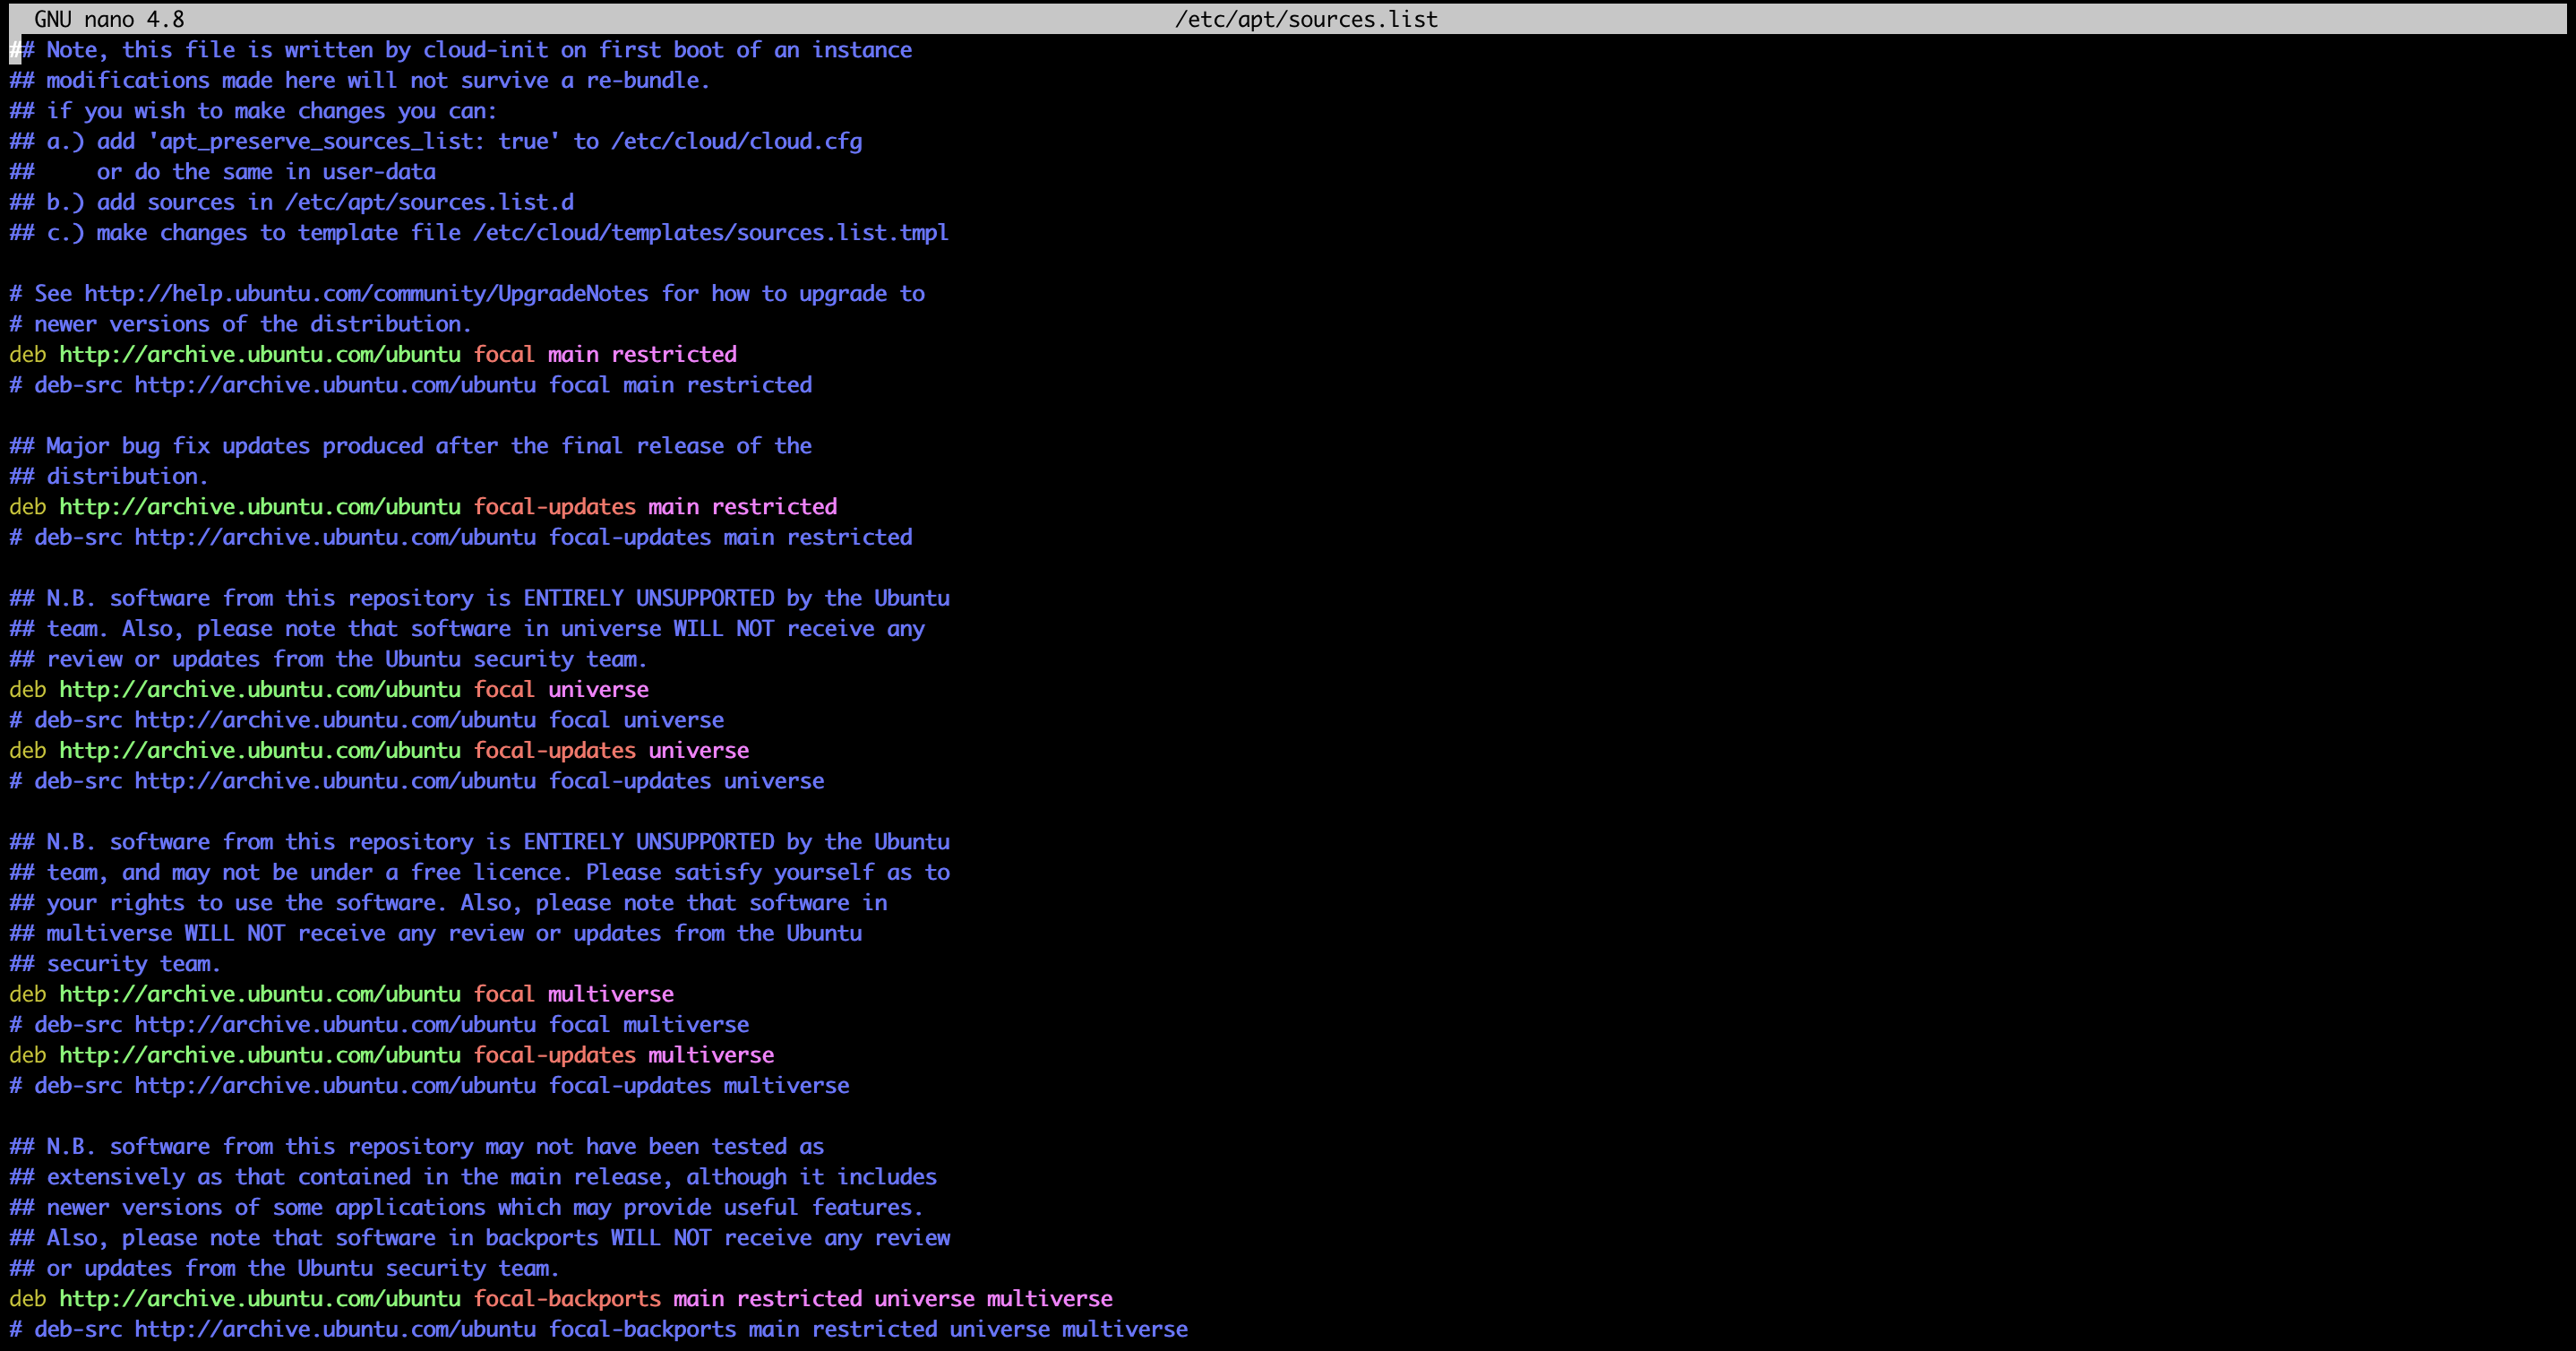 GNU nano 4.8 /etc/apt/sources.list
## Note, this file is written by cloud-init on first boot of an instance
## modifications made here will not survive a re-bundle.
## if you wish to make changes you can:
## a.) add 'apt_preserve_sources_list: true' to /etc/cloud/cloud.cfg
##     or do the same in user-data
## b.) add sources in /etc/apt/sources.list.d
## c.) make changes to template file /etc/cloud/templates/sources.list.tmpl

# See http://help.ubuntu.com/community/UpgradeNotes for how to upgrade to
# newer versions of the distribution.
deb http://archive.ubuntu.com/ubuntu focal main restricted
# deb-src http://archive.ubuntu.com/ubuntu focal main restricted

## Major bug fix updates produced after the final release of the
## distribution.
deb http://archive.ubuntu.com/ubuntu focal-updates main restricted
# deb-src http://archive.ubuntu.com/ubuntu focal-updates main restricted

## N.B. software from this repository is ENTIRELY UNSUPPORTED by the Ubuntu
## team. Also, please note that software in universe WILL NOT receive any
## review or updates from the Ubuntu security team.
deb http://archive.ubuntu.com/ubuntu focal universe
# deb-src http://archive.ubuntu.com/ubuntu focal universe
deb http://archive.ubuntu.com/ubuntu focal-updates universe
# deb-src http://archive.ubuntu.com/ubuntu focal-updates universe

## N.B. software from this repository is ENTIRELY UNSUPPORTED by the Ubuntu
## team, and may not be under a free licence. Please satisfy yourself as to
## your rights to use the software. Also, please note that software in
## multiverse WILL NOT receive any review or updates from the Ubuntu
## security team.
deb http://archive.ubuntu.com/ubuntu focal multiverse
# deb-src http://archive.ubuntu.com/ubuntu focal multiverse
deb http://archive.ubuntu.com/ubuntu focal-updates multiverse
# deb-src http://archive.ubuntu.com/ubuntu focal-updates multiverse

## N.B. software from this repository may not have been tested as
## extensively as that contained in the main release, although it includes
## newer versions of some applications which may provide useful features.
## Also, please note that software in backports WILL NOT receive any review
## or updates from the Ubuntu security team.
deb http://archive.ubuntu.com/ubuntu focal-backports main restricted universe multiverse
# deb-src http://archive.ubuntu.com/ubuntu focal-backports main restricted universe multiverse